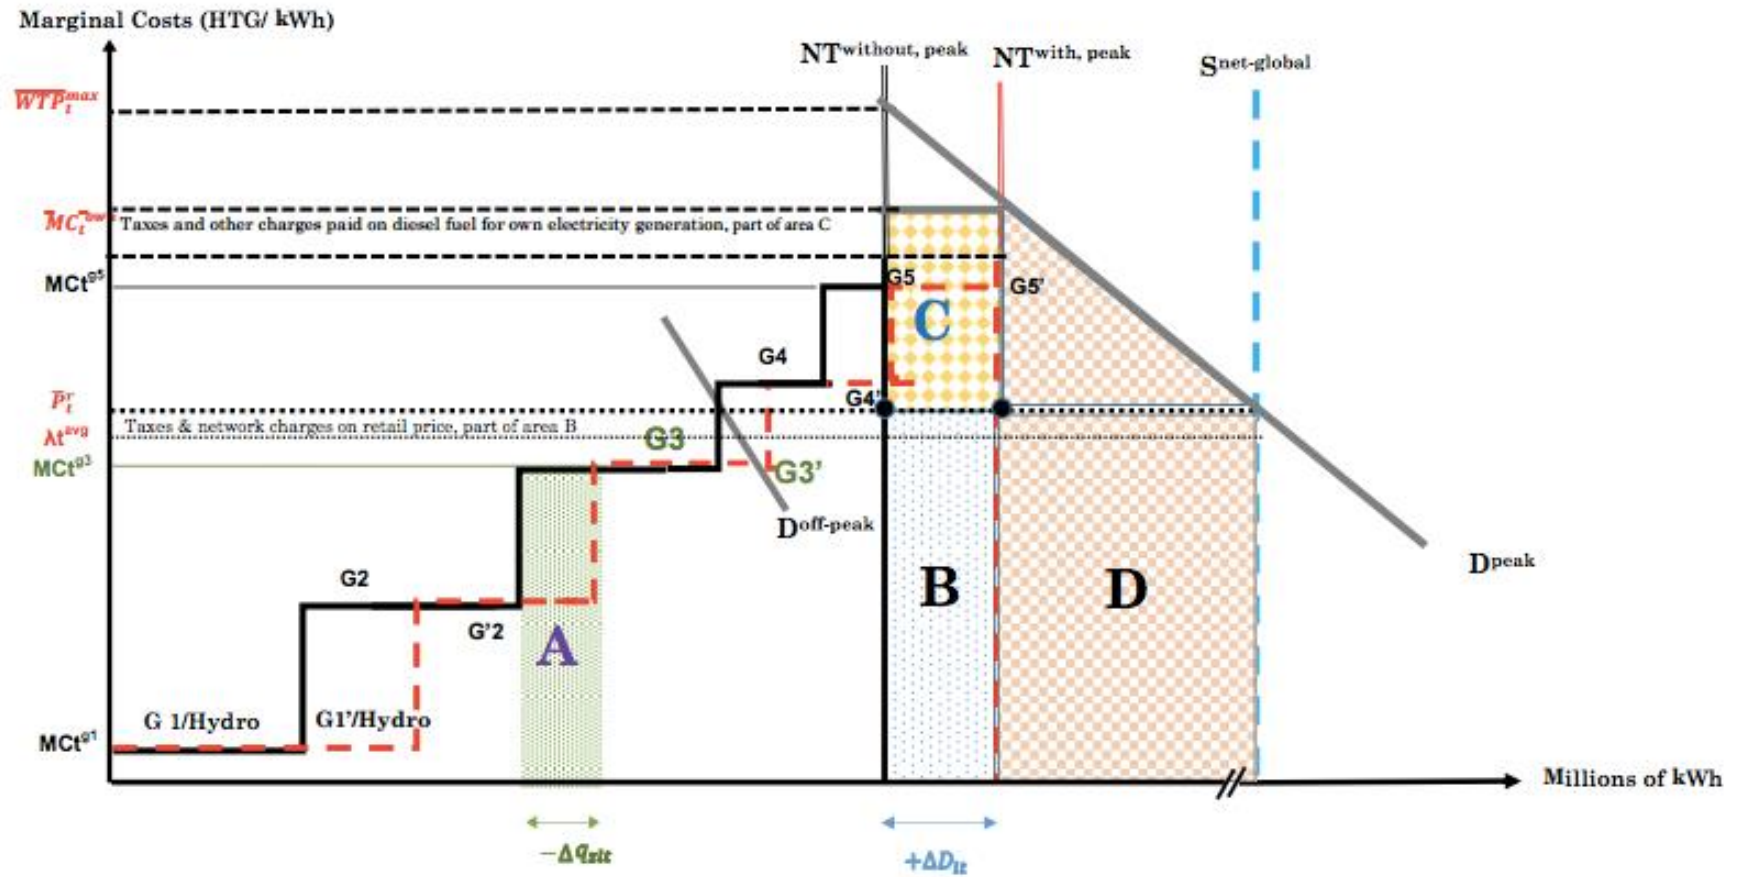 Marginal Costs (HTG/ kWh)
NTwithout, peak
NTwith, peak
Snet-global
WTPtmax
MCt
Taxes and other charges paid on diesel fuel for own electricity generation, part of area C
MCtg5
G5
G5'
C
G4
G4'
Ptr
Taxes & network charges on retail price, part of area B
λtavg
G3
MCtg3
G3'
Doff-peak
Dpeak
G2
G'2
A
B
D
G 1/Hydro
G1'/Hydro
MCtg1
Millions of kWh
−Δqzit
+ΔDit